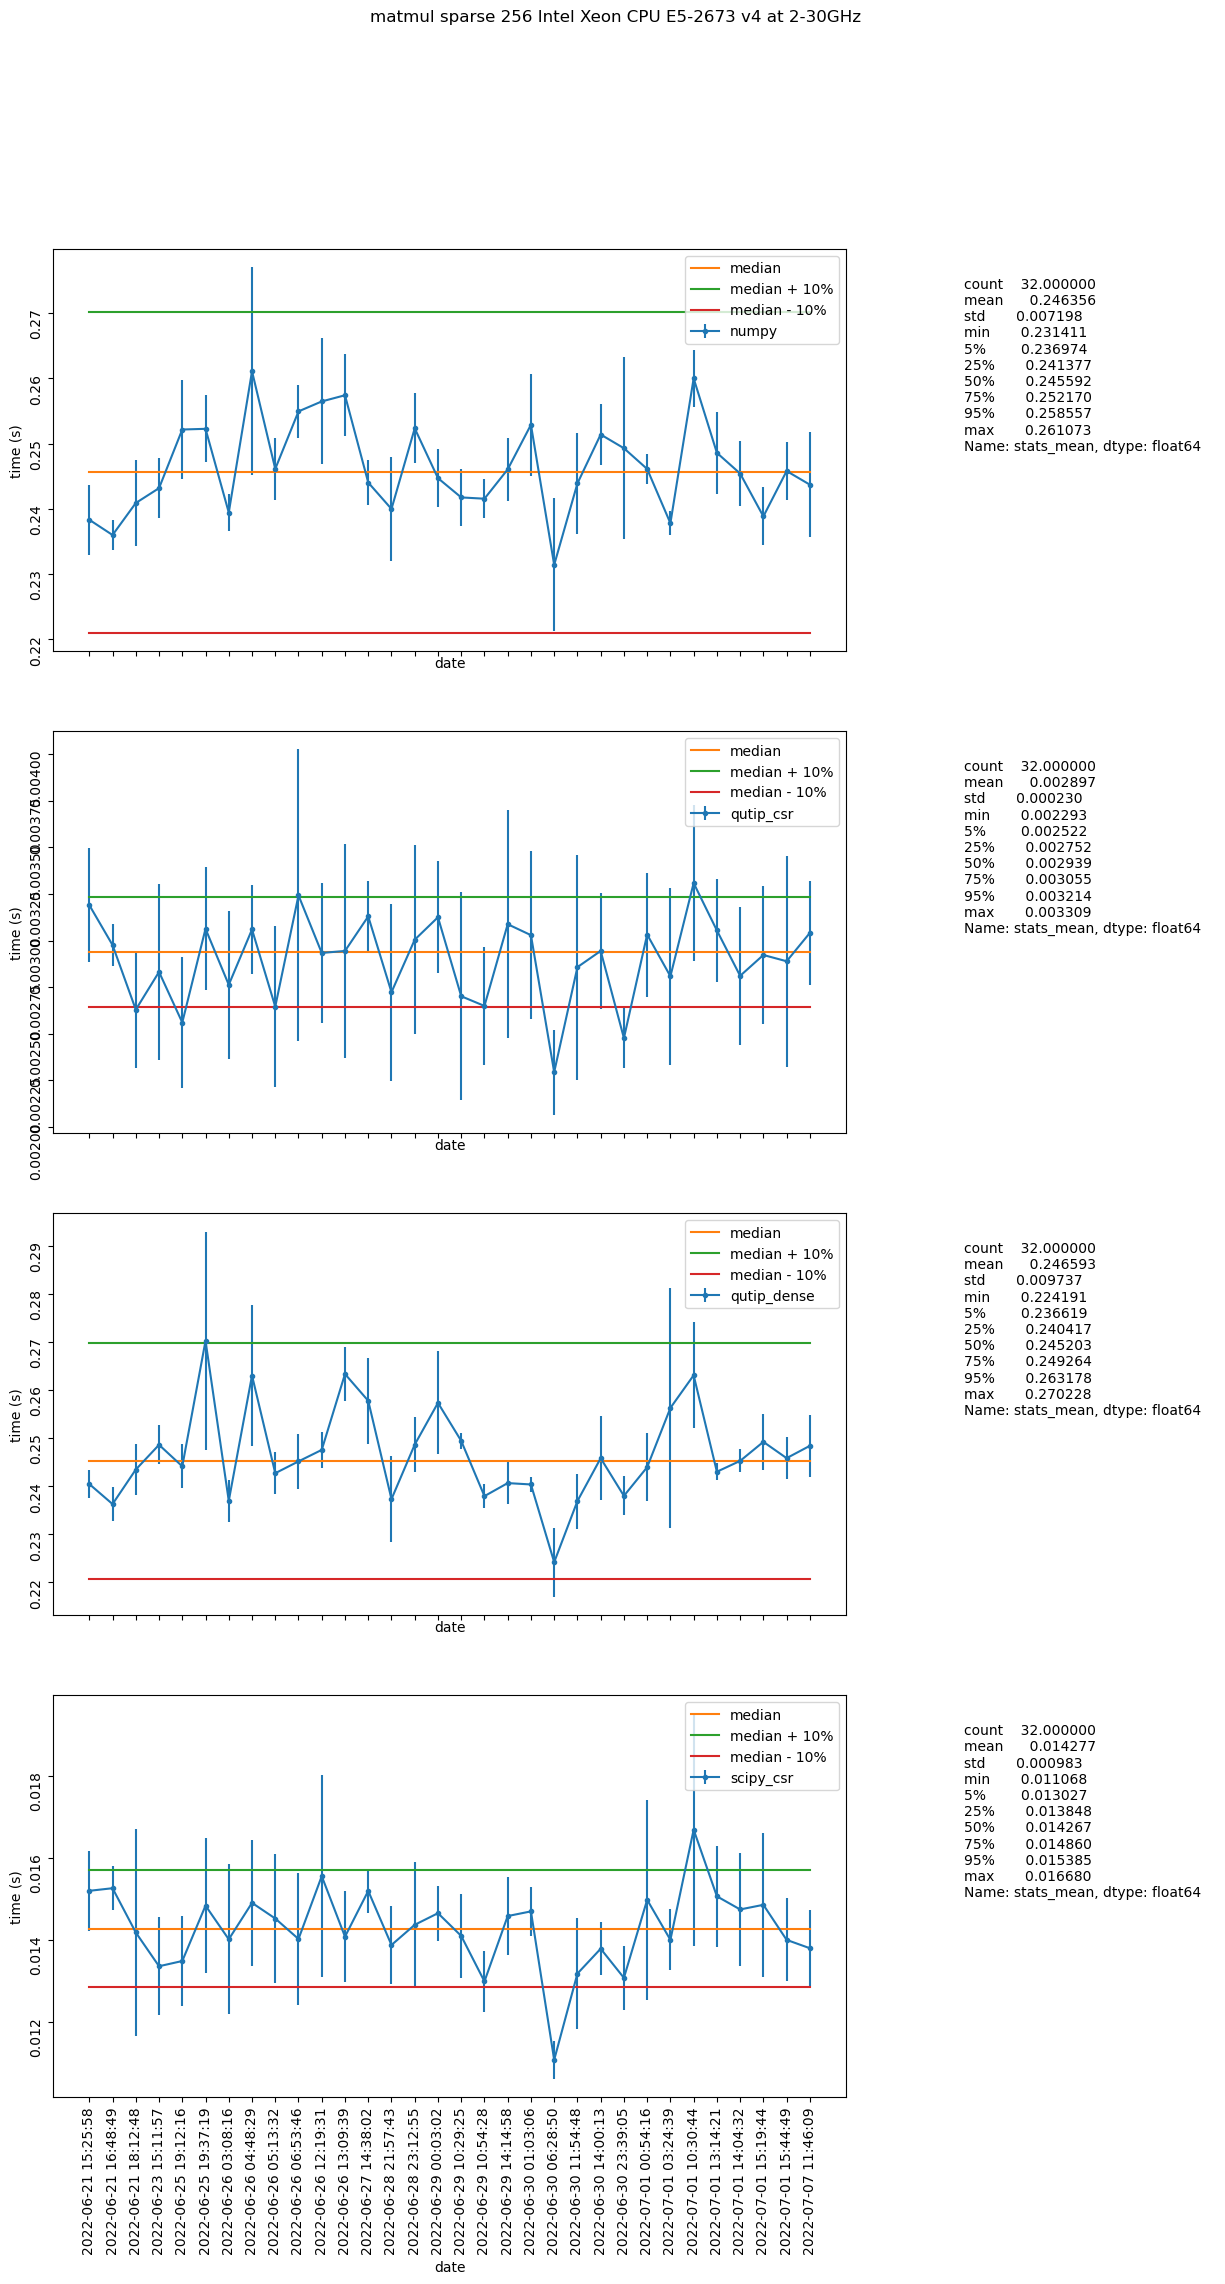 matmul sparse 256 Intel Xeon CPU E5-2673 v4 at 2-30GHz
median
median + 10%
median - 10%
numpy
0.27
0.26
0.25
0.24
0.23
0.22
time (s)
date
count 32.000000
mean 0.246356
std 0.007198
min 0.231411
5% 0.236974
25% 0.241377
50% 0.245592
75% 0.252170
95% 0.258557
max 0.261073
Name: stats_mean, dtype: float64
median
median + 10%
median - 10%
qutip_csr
0.00400
0.00375
0.00350
0.00325
0.00300
0.00275
0.00250
0.00225
0.00200
time (s)
date
count 32.000000
mean 0.002897
std 0.000230
min 0.002293
5% 0.002522
25% 0.002752
50% 0.002939
75% 0.003055
95% 0.003214
max 0.003309
Name: stats_mean, dtype: float64
median
median + 10%
median - 10%
qutip_dense
0.29
0.28
0.27
0.26
0.25
0.24
0.23
0.22
time (s)
date
count 32.000000
mean 0.246593
std 0.009737
min 0.224191
5% 0.236619
25% 0.240417
50% 0.245203
75% 0.249264
95% 0.263178
max 0.270228
Name: stats_mean, dtype: float64
median
median + 10%
median - 10%
scipy_csr
0.018
0.016
0.014
0.012
time (s)
count 32.000000
mean 0.014277
std 0.000983
min 0.011068
5% 0.013027
25% 0.013848
50% 0.014267
75% 0.014860
95% 0.015385
max 0.016680
Name: stats_mean, dtype: float64
2022-06-21 15:25:58
2022-06-21 16:48:49
2022-06-21 18:12:48
2022-06-23 15:11:57
2022-06-25 19:12:16
2022-06-25 19:37:19
2022-06-26 03:08:16
2022-06-26 04:48:29
2022-06-26 05:13:32
2022-06-26 06:53:46
2022-06-26 12:19:31
2022-06-26 13:09:39
2022-06-27 14:38:02
2022-06-28 21:57:43
2022-06-28 23:12:55
2022-06-29 00:03:02
2022-06-29 10:29:25
2022-06-29 10:54:28
2022-06-29 14:14:58
2022-06-30 01:03:06
2022-06-30 06:28:50
2022-06-30 11:54:48
2022-06-30 14:00:13
2022-06-30 23:39:05
2022-07-01 00:54:16
2022-07-01 03:24:39
2022-07-01 10:30:44
2022-07-01 13:14:21
2022-07-01 14:04:32
2022-07-01 15:19:44
2022-07-01 15:44:49
2022-07-07 11:46:09
date